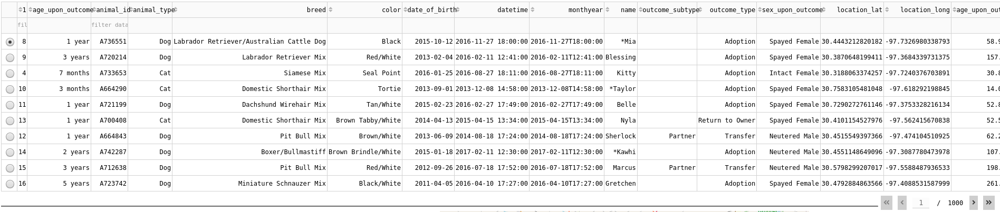 1 age_upon_outcome animal_id animal_type breed color date_of_birth datetime monthyear name outcome_subtype outcome_type sex_upon_outcome location_lat location_long age_upon_out
fil filter data
8 1 year A736551 Dog Labrador Retriever/Australian Cattle Dog Black 2015-10-12 2016-11-27 18:00:00 2016-11-27T18:00:00 *Mia Adoption Spayed Female 30.4443212820182 -97.7326980338793 58.9
9 3 years A720214 Dog Labrador Retriever Mix Red/White 2013-02-04 2016-02-11 12:41:00 2016-02-11T12:41:00 Blessing Adoption Spayed Female 30.3870648199411 -97.3684339731375 157.
4 7 months A733653 Cat Siamese Mix Seal Point 2016-01-25 2016-08-27 18:11:00 2016-08-27T18:11:00 Kitty Adoption Intact Female 30.3188063374257 -97.7240376703891 30.8
10 3 months A664290 Cat Domestic Shorthair Mix Tortie 2013-09-01 2013-12-08 14:58:00 2013-12-08T14:58:00 *Taylor Adoption Spayed Female 30.7583105481048 -97.618292198845 14.0
11 1 year A721199 Dog Dachshund Wirehair Mix Tan/White 2015-02-23 2016-02-27 17:49:00 2016-02-27T17:49:00 Belle Adoption Spayed Female 30.7290272761146 -97.3753328216134 52.8
13 1 year A700408 Cat Domestic Shorthair Mix Brown Tabby/White 2014-04-13 2015-04-15 13:34:00 2015-04-15T13:34:00 Nyla Return to Owner Spayed Female 30.4101154527976 -97.562415670838 52.5
12 1 year A664843 Dog Pit Bull Mix Brown/White 2013-06-09 2014-08-18 17:24:00 2014-08-18T17:24:00 Sherlock Partner Transfer Neutered Male 30.4515549397366 -97.474104510925 62.2
14 2 years A742287 Dog Boxer/Bullmastiff Brown Brindle/White 2015-01-18 2017-02-11 12:30:00 2017-02-11T12:30:00 *Kawhi Adoption Neutered Male 30.4551148649096 -97.3087780473978 107.
15 3 years A712638 Dog Pit Bull Mix Red/White 2012-09-26 2016-07-18 17:52:00 2016-07-18T17:52:00 Marcus Partner Transfer Neutered Male 30.5798299207017 -97.5588487936533 198.
16 5 years A723742 Dog Miniature Schnauzer Mix Black/White 2011-04-05 2016-04-10 17:27:00 2016-04-10T17:27:00 Gretchen Adoption Spayed Female 30.4792884863566 -97.4088531587999 261.
1 / 1000